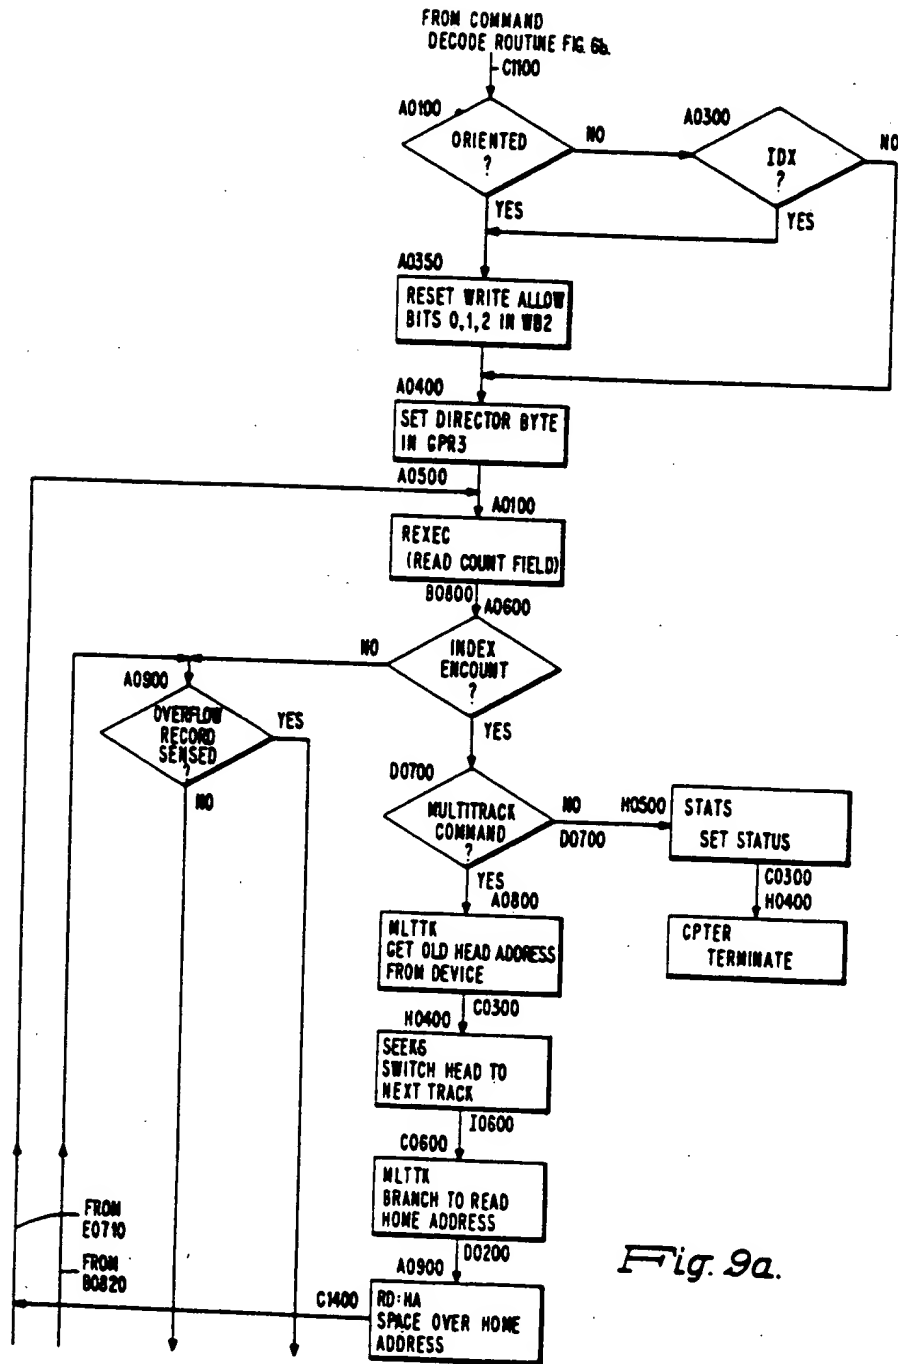 FROM COMMAND
DECODE ROUTINE FIG. 6b.
C1100
A0100
ORIENTED
?
NO
A0300
IDX
?
NO
YES
YES
A0350
RESET WRITE ALLOW
BITS 0,1,2 IN WB2
A0400
SET DIRECTOR BYTE
IN GPR3
A0500
A0100
REXEC
(READ COUNT FIELD)
B0800
A0600
INDEX
ENCOUNT
?
NO
YES
A0900
OVERFLOW
RECORD
SENSED
?
YES
NO
D0700
MULTITRACK
COMMAND
?
NO
D0700
H0500
STATS
SET STATUS
C0300
H0400
CPTER
TERMINATE
YES
A0800
MLTTK
GET OLD HEAD ADDRESS
FROM DEVICE
C0300
H0400
SEEKG
SWITCH HEAD TO
NEXT TRACK
I0600
C0600
MLTTK
BRANCH TO READ
HOME ADDRESS
D0200
A0900
RD:HA
SPACE OVER HOME
ADDRESS
C1400
FROM
E0710
FROM
B0820
Fig. 9a.